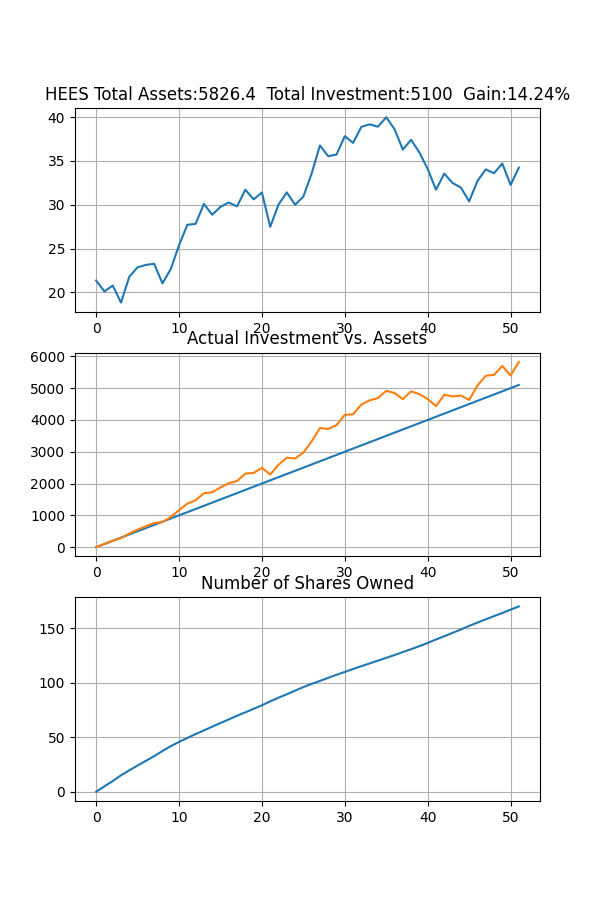 HEES Total Assets:5826.4  Total Investment:5100  Gain:14.24%
40
35
30
25
20
0 10 20 30 40 50
Actual Investment vs. Assets
6000
5000
4000
3000
2000
1000
0
0 10 20 30 40 50
Number of Shares Owned
150
100
50
0
0 10 20 30 40 50